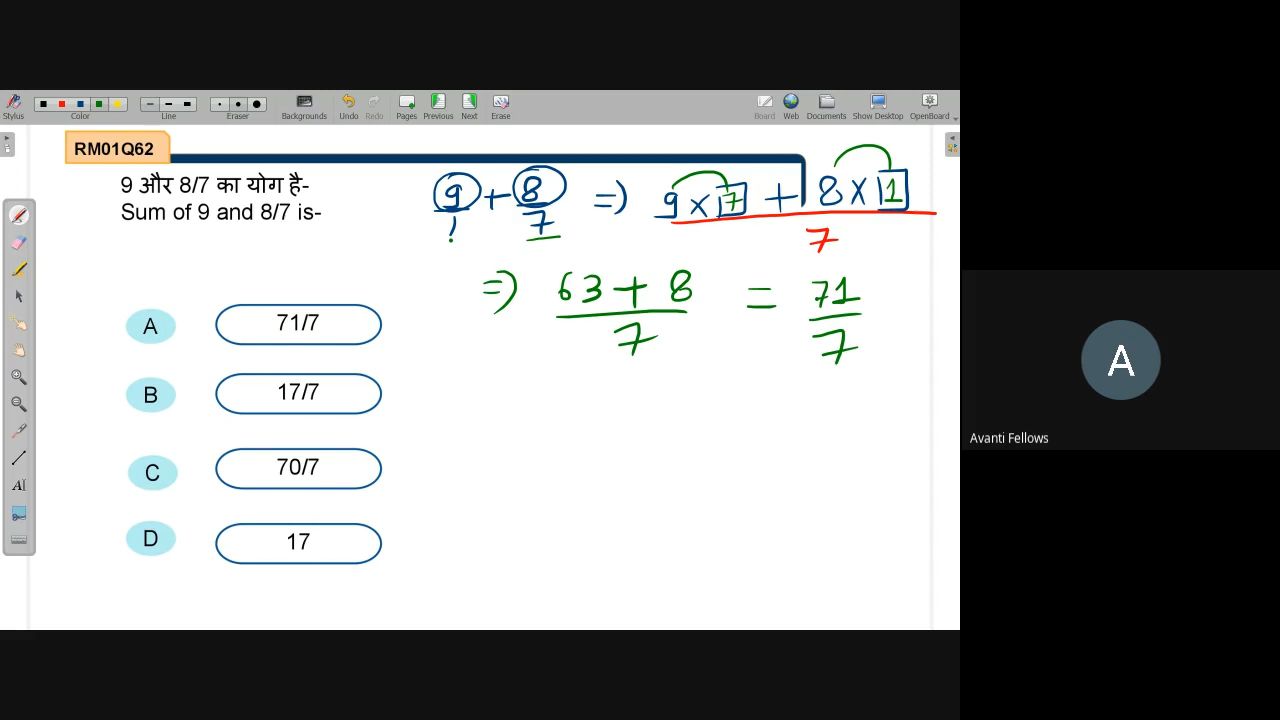 Stylus
Color
Line
Eraser
Backgrounds
Undo
Redo
Pages
Previous
Next
Erase
Board
Web
Documents
Show Desktop
OpenBoard
RM01Q62
9 और 8/7 का योग है-
Sum of 9 and 8/7 is-
9/1 + 8/7 ⇒ 9 × 7 + 8 × 1
7
⇒ 63 + 8 / 7 = 71/7
A 71/7
B 17/7
C 70/7
D 17
A
Avanti Fellows